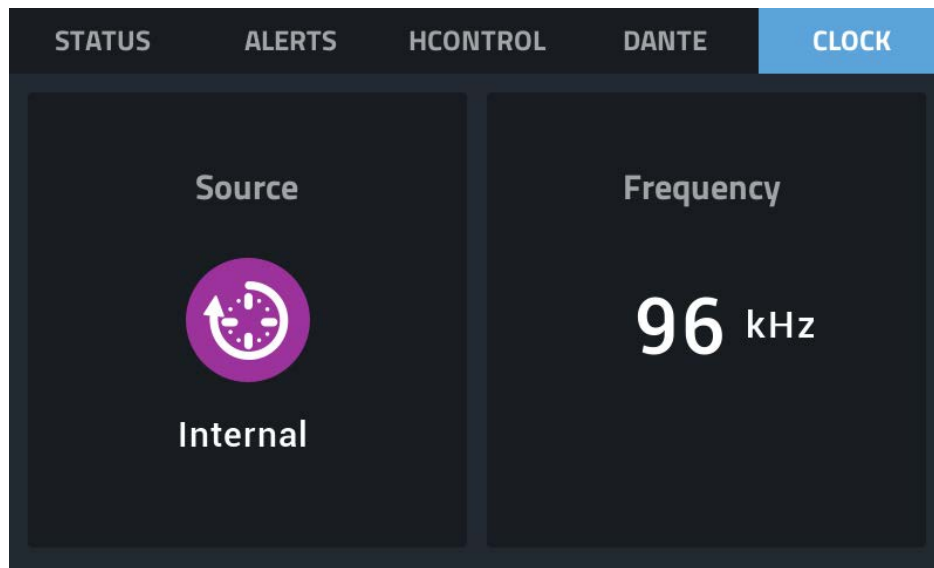 STATUS ALERTS HCONTROL DANTE CLOCK
Source
Internal
Frequency
96 kHz